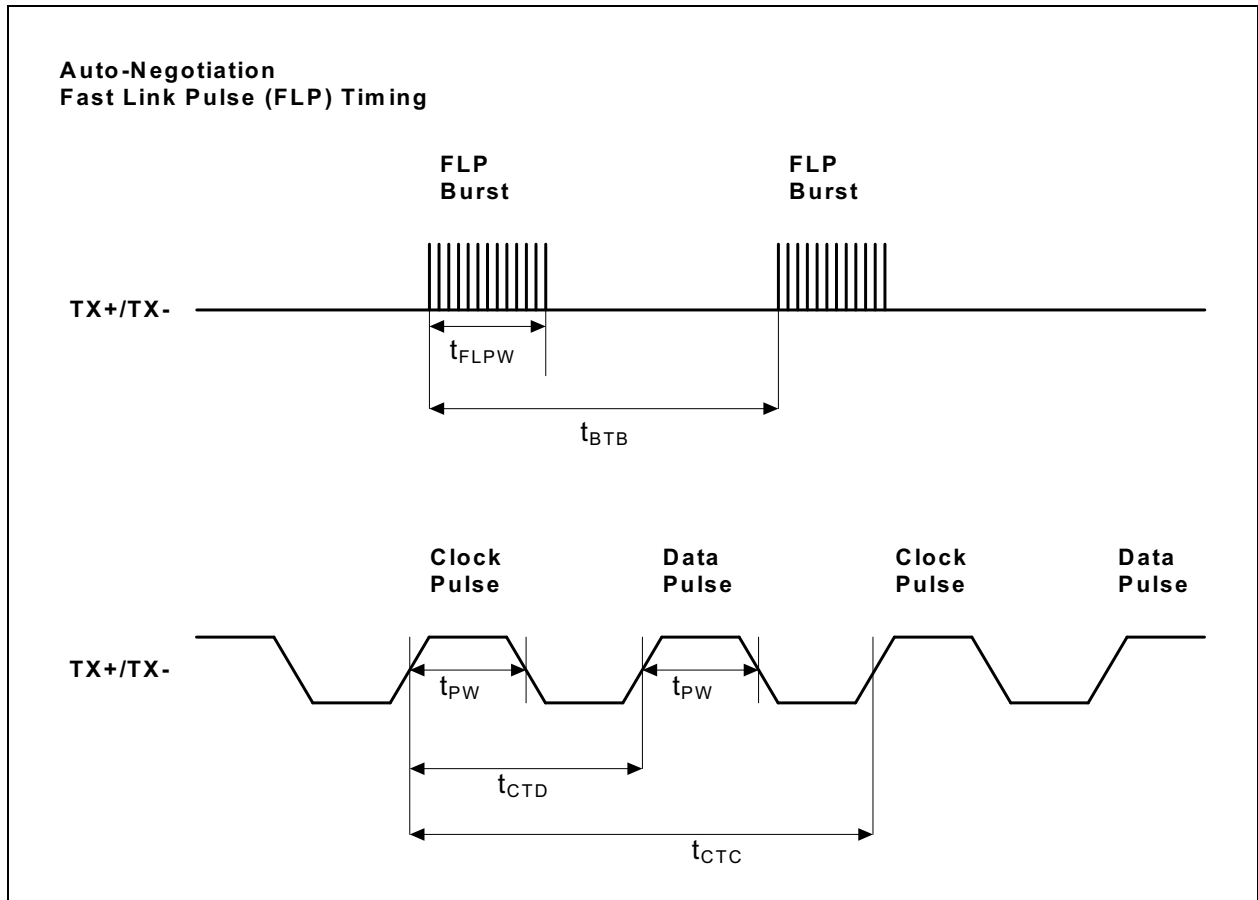 Auto-Negotiation
Fast Link Pulse (FLP) Timing
FLP
Burst
FLP
Burst
TX+/TX-
tFLPW
tBTB
Clock
Pulse
Data
Pulse
Clock
Pulse
Data
Pulse
TX+/TX-
tPW
tPW
tCTD
tCTC